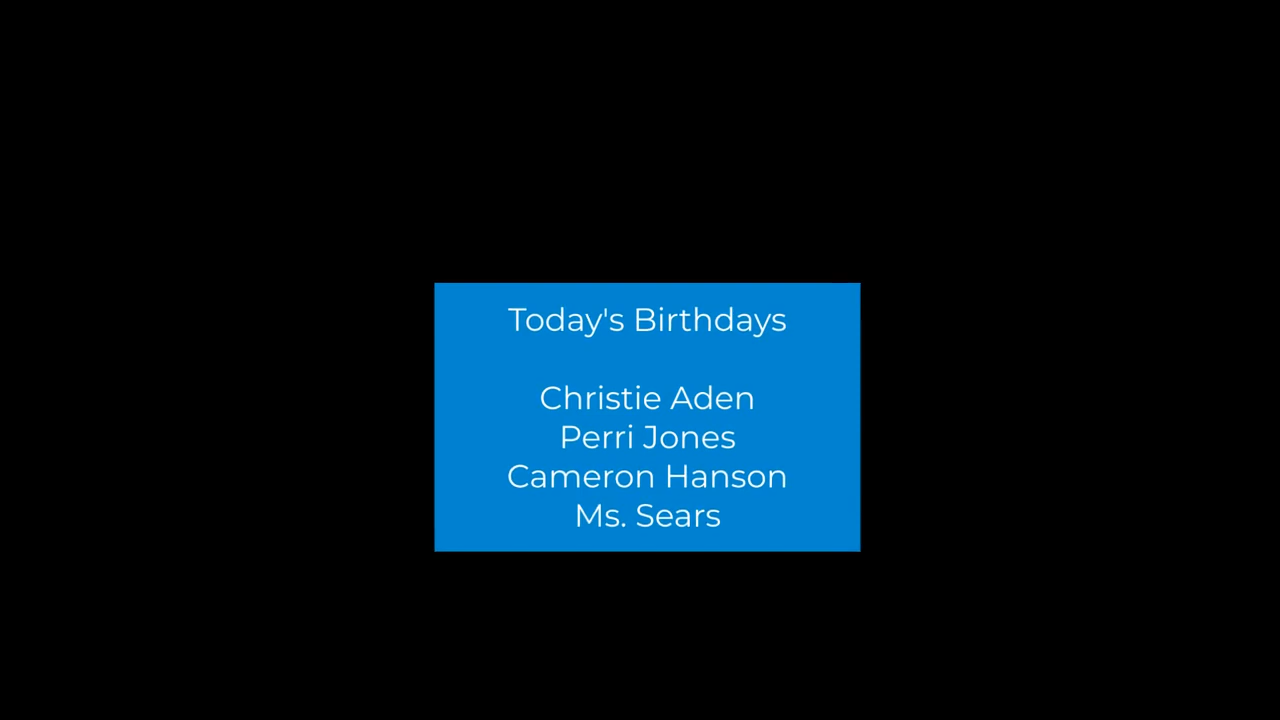 Today's Birthdays
Christie Aden
Perri Jones
Cameron Hanson
Ms. Sears